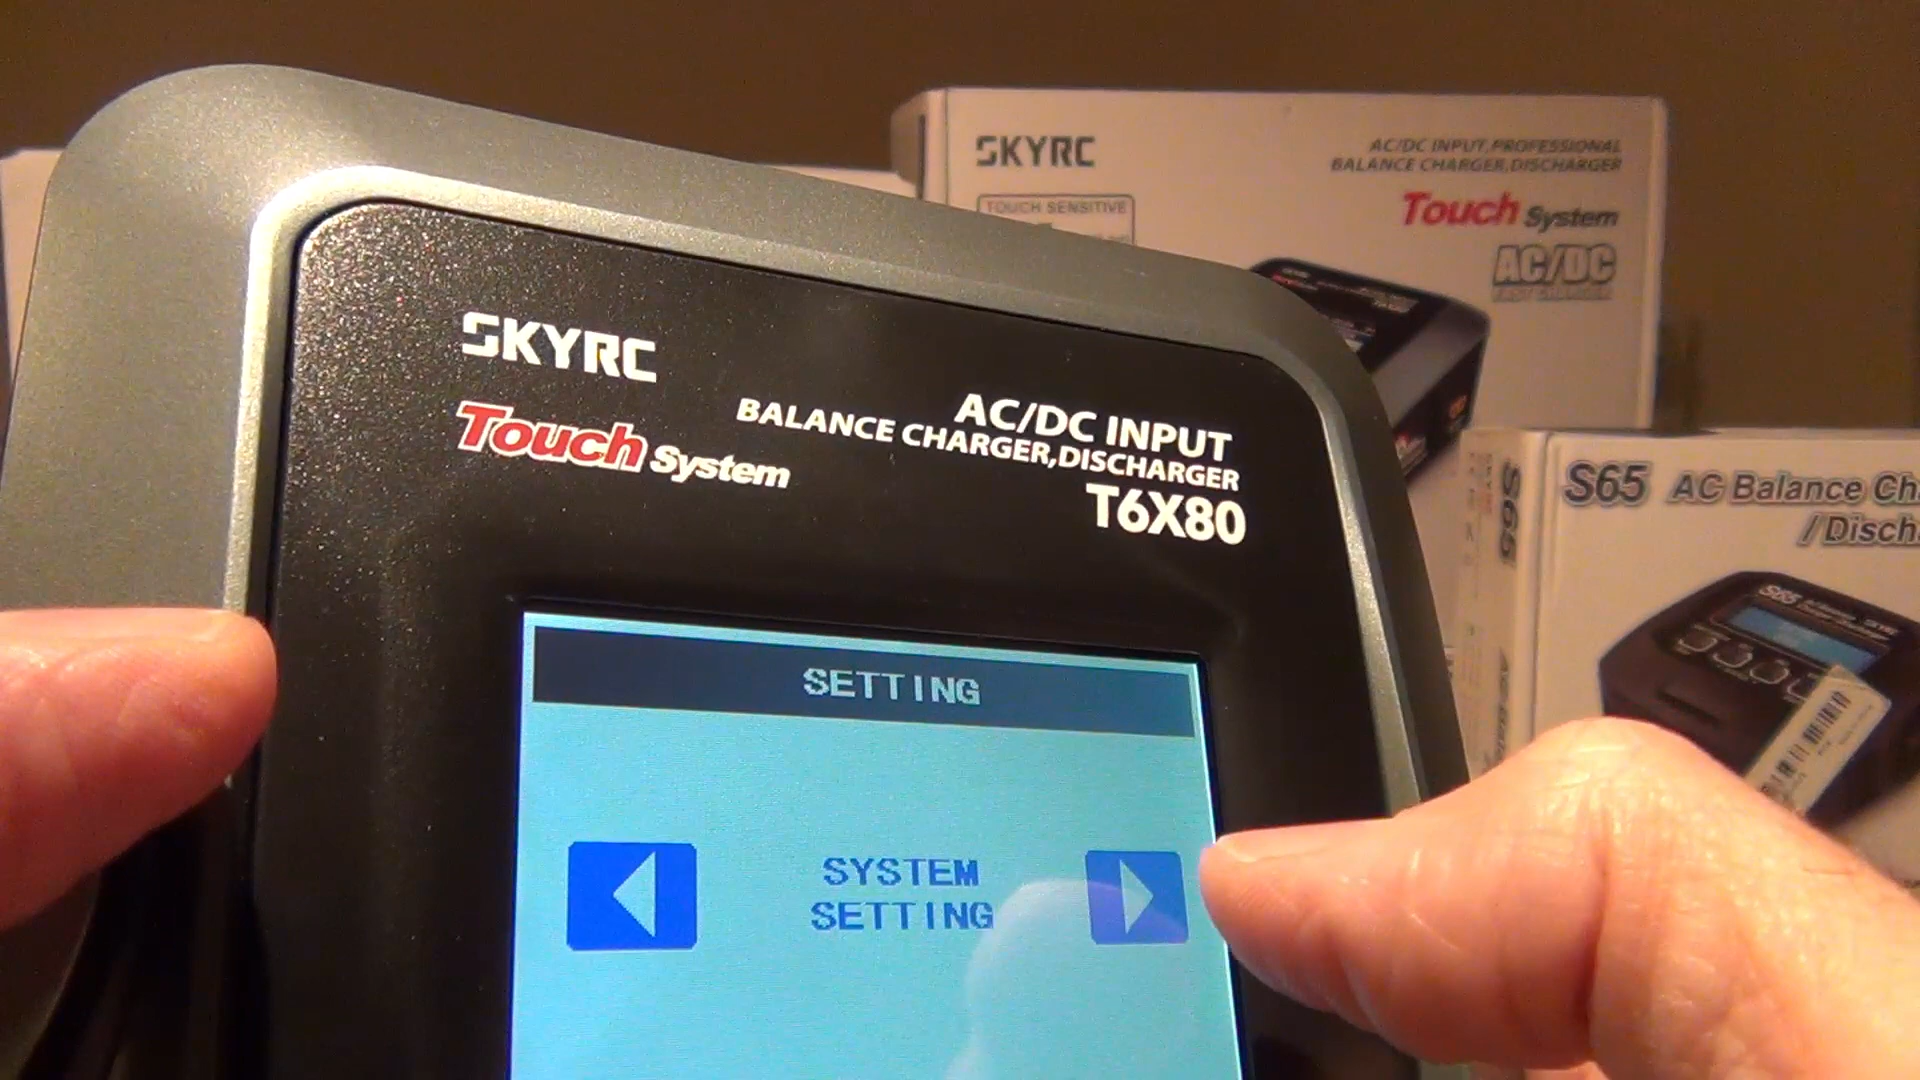 SKYRC
Touch System
AC/DC INPUT
BALANCE CHARGER,DISCHARGER
T6X80
SETTING
SYSTEM
SETTING
SKYRC
TOUCH SENSITIVE
AC/DC INPUT,PROFESSIONAL
BALANCE CHARGER,DISCHARGER
Touch System
AC/DC
S65
S65 AC Balance Ch
/Disch
S65